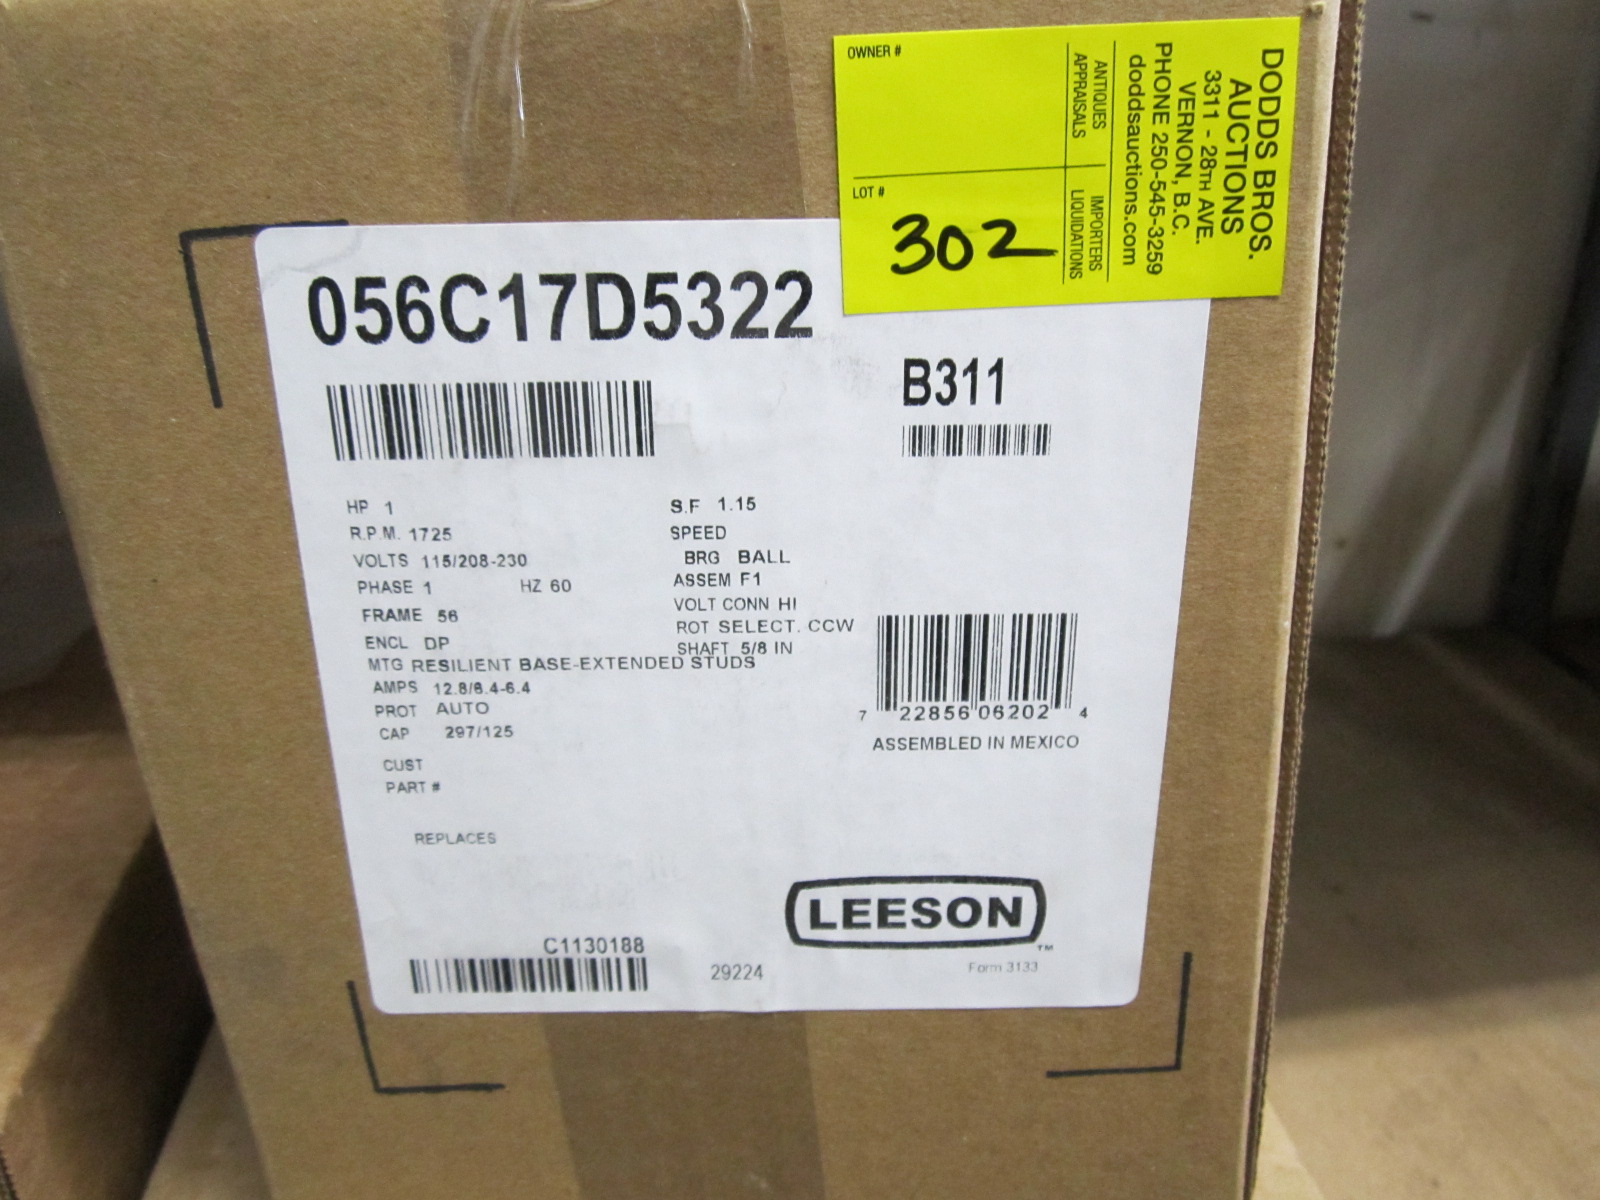 OWNER #
LOT #
302
ANTIQUES
APPRAISALS
IMPORTERS
LIQUIDATIONS
DODDS BROS.
AUCTIONS
3311 - 28TH AVE.
VERNON, B.C.
PHONE 250-545-3259
doddsauctions.com
056C17D5322
B311
HP 1
R.P.M. 1725
VOLTS 115/208-230
PHASE 1 HZ 60
FRAME 56
ENCL DP
MTG RESILIENT BASE-EXTENDED STUDS
AMPS 12.8/6.4-6.4
PROT AUTO
CAP 297/125
CUST
PART #
REPLACES
S.F 1.15
SPEED
BRG BALL
ASSEM F1
VOLT CONN HI
ROT SELECT. CCW
SHAFT 5/8 IN
7 22856 06202 4
ASSEMBLED IN MEXICO
LEESON
TM
C1130188
29224
Form 3133